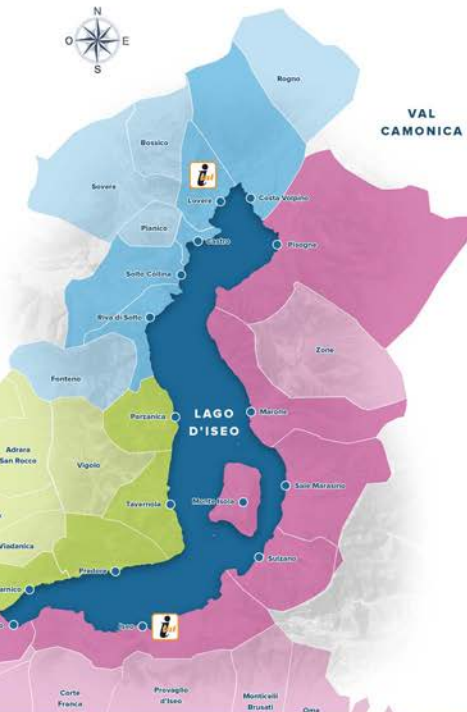 N
O
E
S
Rogno
VAL
CAMONICA
Bossico
Sovere
Lovere
Costa Volpino
Pianico
Castro
Pisogne
Solto Collina
Riva di Solto
Zone
Fonteno
Parzanica
LAGO
D'ISEO
Marone
Adrara
San Rocco
Vigolo
Sale Marasino
Monte Isola
Tavernola
Viadanica
Sulzano
Predore
arnico
Iseo
Corte
Franca
Provaglio
d'Iseo
Monticelli
Brusati
Ome